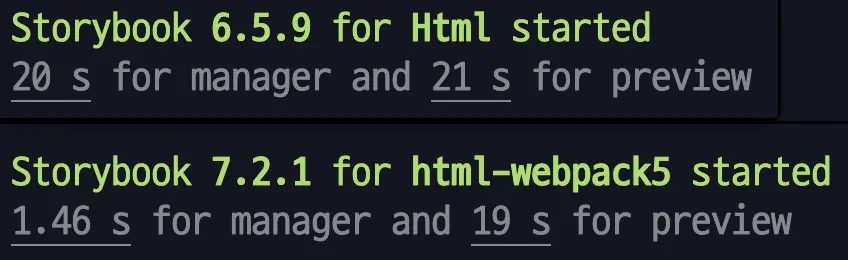 Storybook 6.5.9 for Html started
20 s for manager and 21 s for preview
Storybook 7.2.1 for html-webpack5 started
1.46 s for manager and 19 s for preview